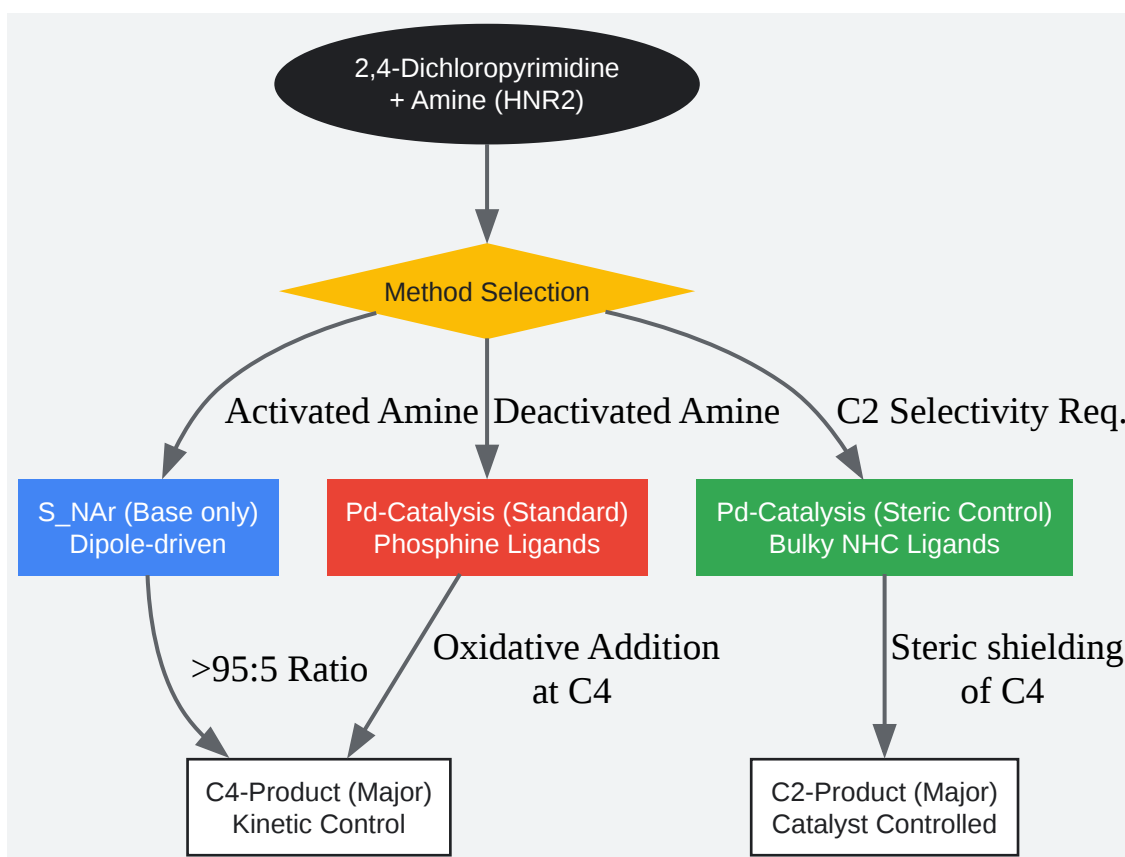 2,4-Dichloropyrimidine
+ Amine (HNR2)
Method Selection
Activated Amine
Deactivated Amine
C2 Selectivity Req.
S_NAr (Base only)
Dipole-driven
Pd-Catalysis (Standard)
Phosphine Ligands
Pd-Catalysis (Steric Control)
Bulky NHC Ligands
>95:5 Ratio
Oxidative Addition
at C4
Steric shielding
of C4
C4-Product (Major)
Kinetic Control
C2-Product (Major)
Catalyst Controlled